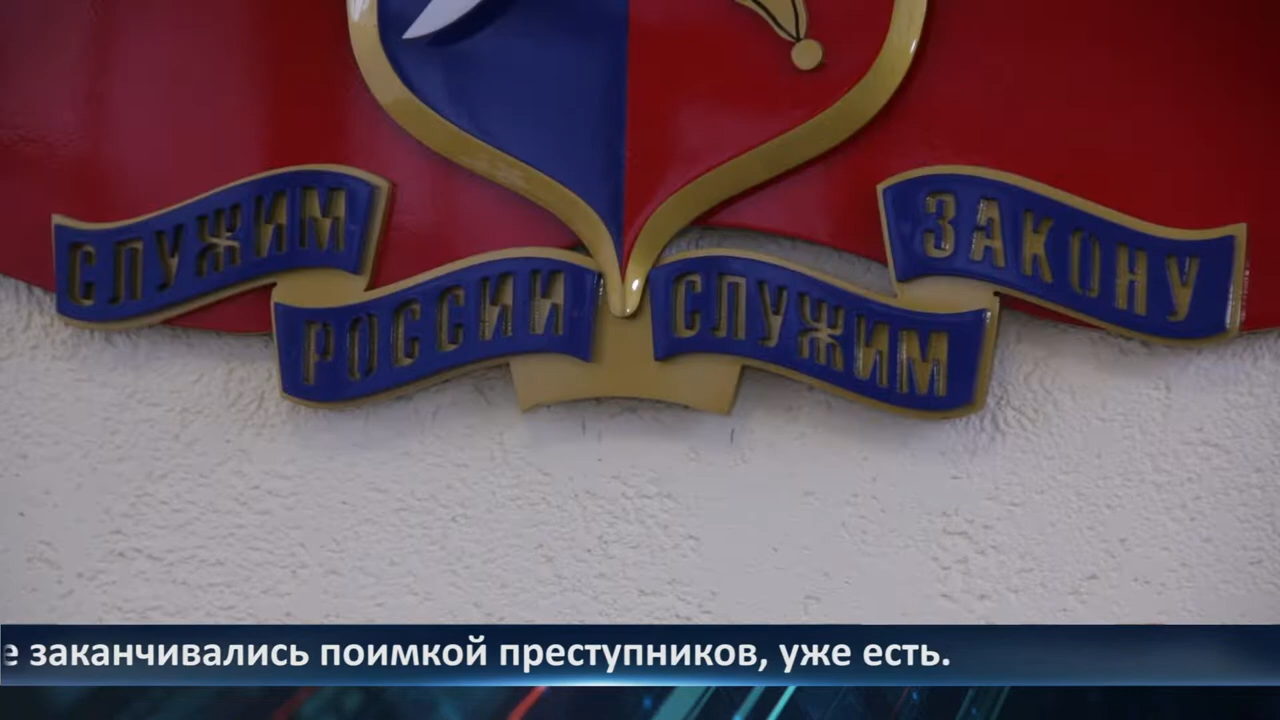 СЛУЖИМ
РОССИИ
СЛУЖИМ
ЗАКОНУ
е заканчивались поимкой преступников, уже есть.